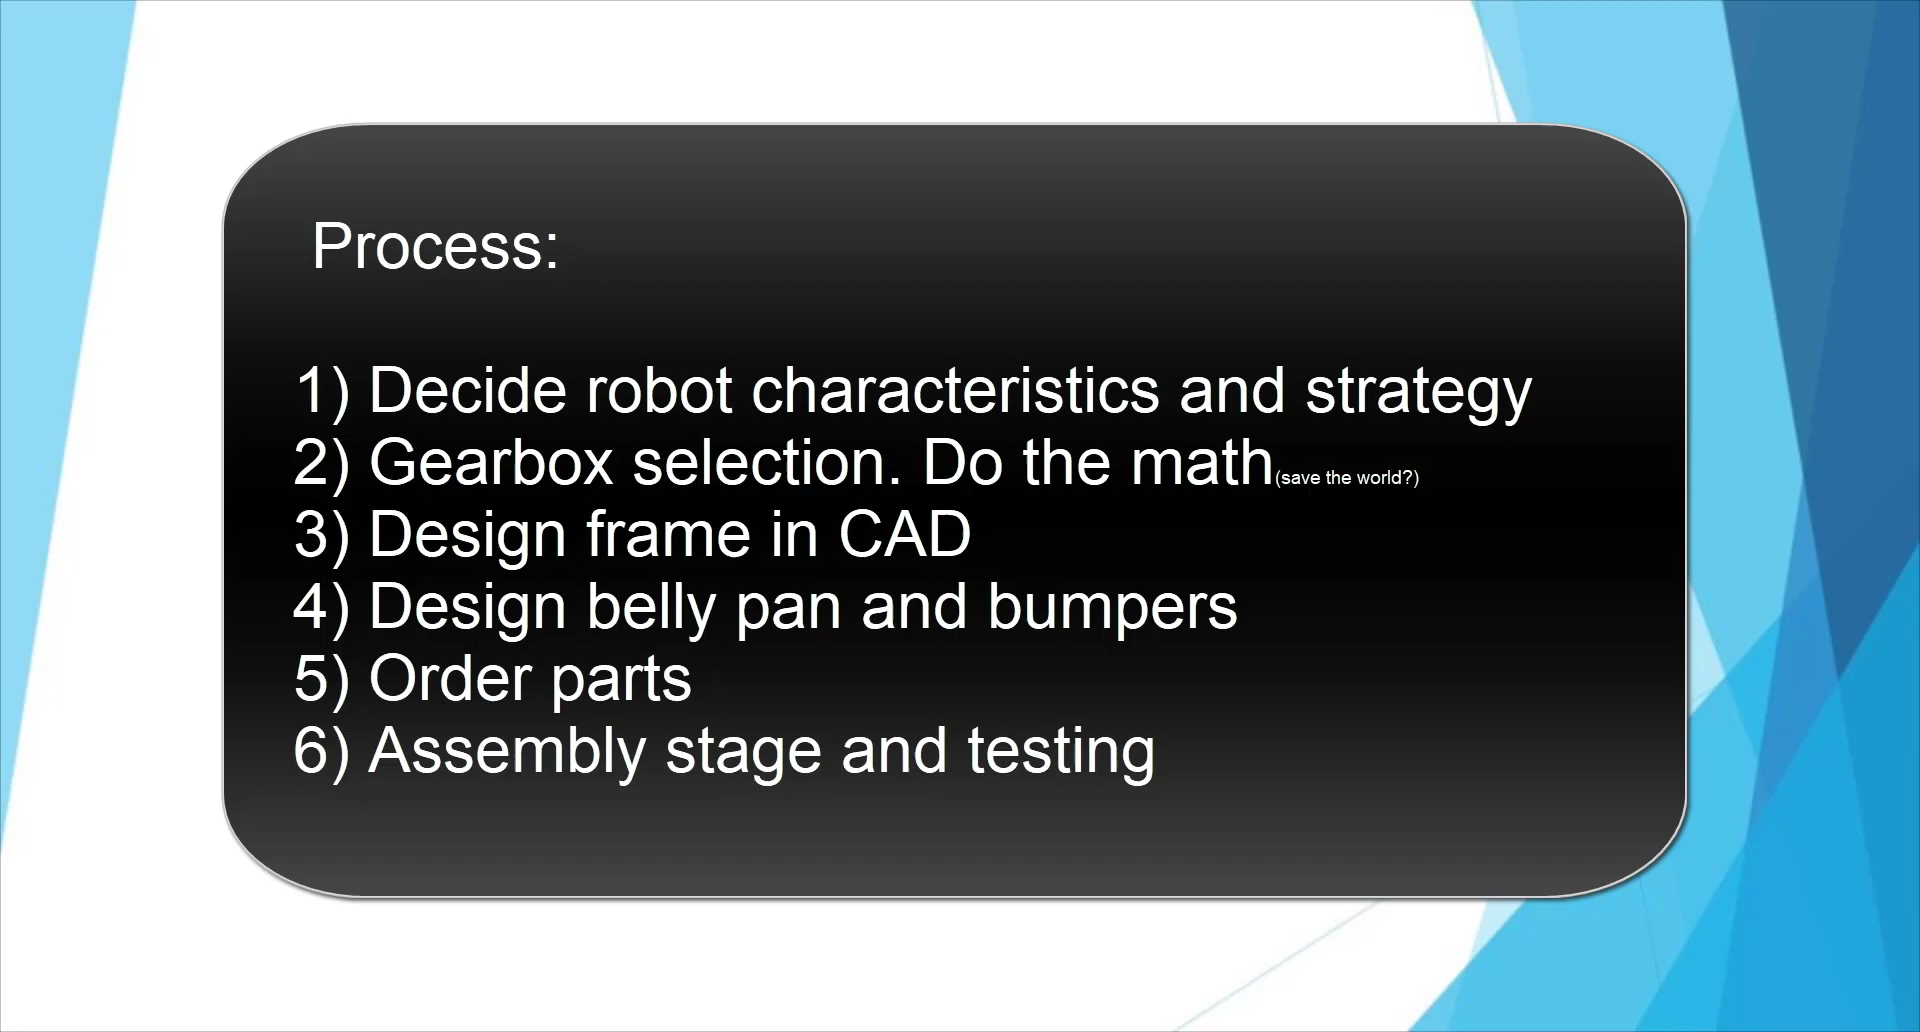 Process:
1) Decide robot characteristics and strategy
2) Gearbox selection. Do the math(save the world?)
3) Design frame in CAD
4) Design belly pan and bumpers
5) Order parts
6) Assembly stage and testing